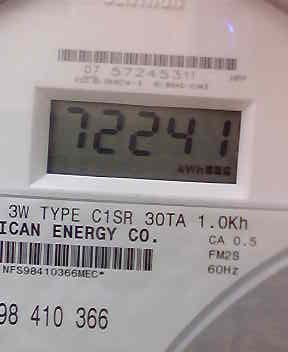 07 57245311
72241
kWh
3W TYPE C1SR 30TA 1.0Kh
ICAN ENERGY CO.
CA 0.5
FM2S
60Hz
NFS98410366MEC*
98 410 366